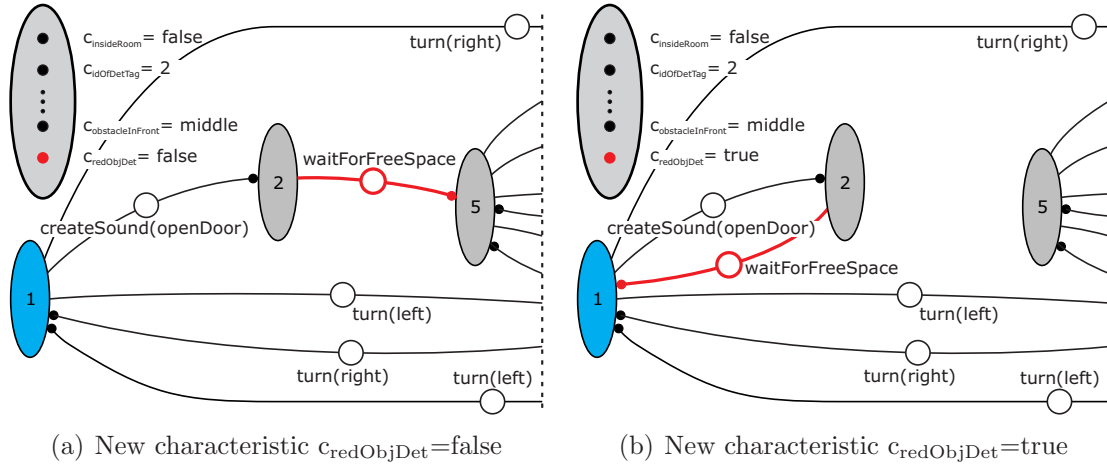 c_insideRoom = false
c_idOfDetTag = 2
c_obstacleInFront = middle
c_redObjDet = false
turn(right)
waitForFreeSpace
2
5
createSound(openDoor)
1
turn(left)
turn(right)
turn(left)
(a) New characteristic c_redObjDet=false
c_insideRoom = false
c_idOfDetTag = 2
c_obstacleInFront = middle
c_redObjDet = true
turn(right)
2
5
createSound(openDoor)
waitForFreeSpace
1
turn(left)
turn(right)
turn(left)
(b) New characteristic c_redObjDet=true